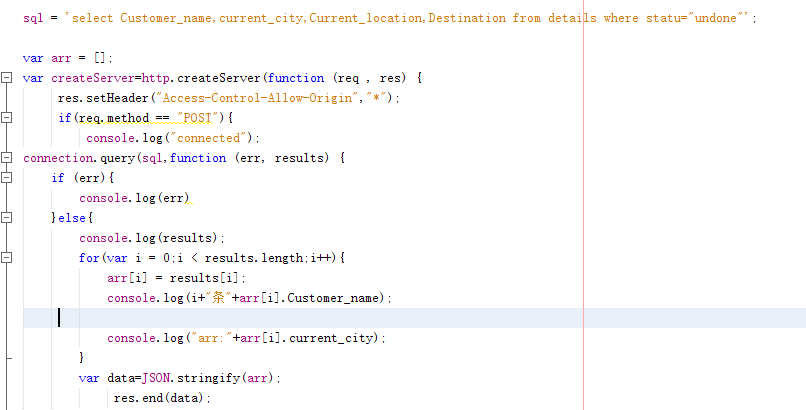 sql = 'select Customer_name,current_city,Current_location,Destination from details where statu="undone"';
var arr = [];
var createServer=http.createServer(function (req , res) {
res.setHeader("Access-Control-Allow-Origin","*");
if(req.method == "POST"){
console.log("connected");
connection.query(sql,function (err, results) {
if (err){
console.log(err)
}else{
console.log(results);
for(var i = 0;i < results.length;i++){
arr[i] = results[i];
console.log(i+"条"+arr[i].Customer_name);
console.log("arr:"+arr[i].current_city);
}
var data=JSON.stringify(arr);
res.end(data);